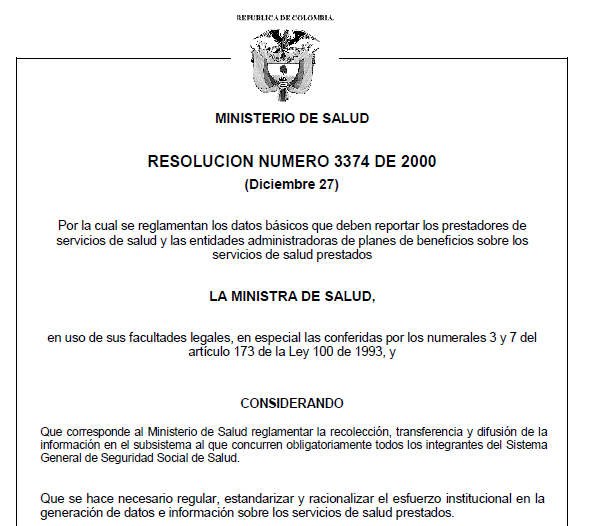 REPUBLICA DE COLOMBIA
MINISTERIO DE SALUD
RESOLUCION NUMERO 3374 DE 2000
(Diciembre 27)
Por la cual se reglamentan los datos básicos que deben reportar los prestadores de
servicios de salud y las entidades administradoras de planes de beneficios sobre los
servicios de salud prestados
LA MINISTRA DE SALUD,
en uso de sus facultades legales, en especial las conferidas por los numerales 3 y 7 del
artículo 173 de la Ley 100 de 1993, y
CONSIDERANDO
Que corresponde al Ministerio de Salud reglamentar la recolección, transferencia y difusión de la
información en el subsistema al que concurren obligatoriamente todos los integrantes del Sistema
General de Seguridad Social de Salud.
Que se hace necesario regular, estandarizar y racionalizar el esfuerzo institucional en la
generación de datos e información sobre los servicios de salud prestados.